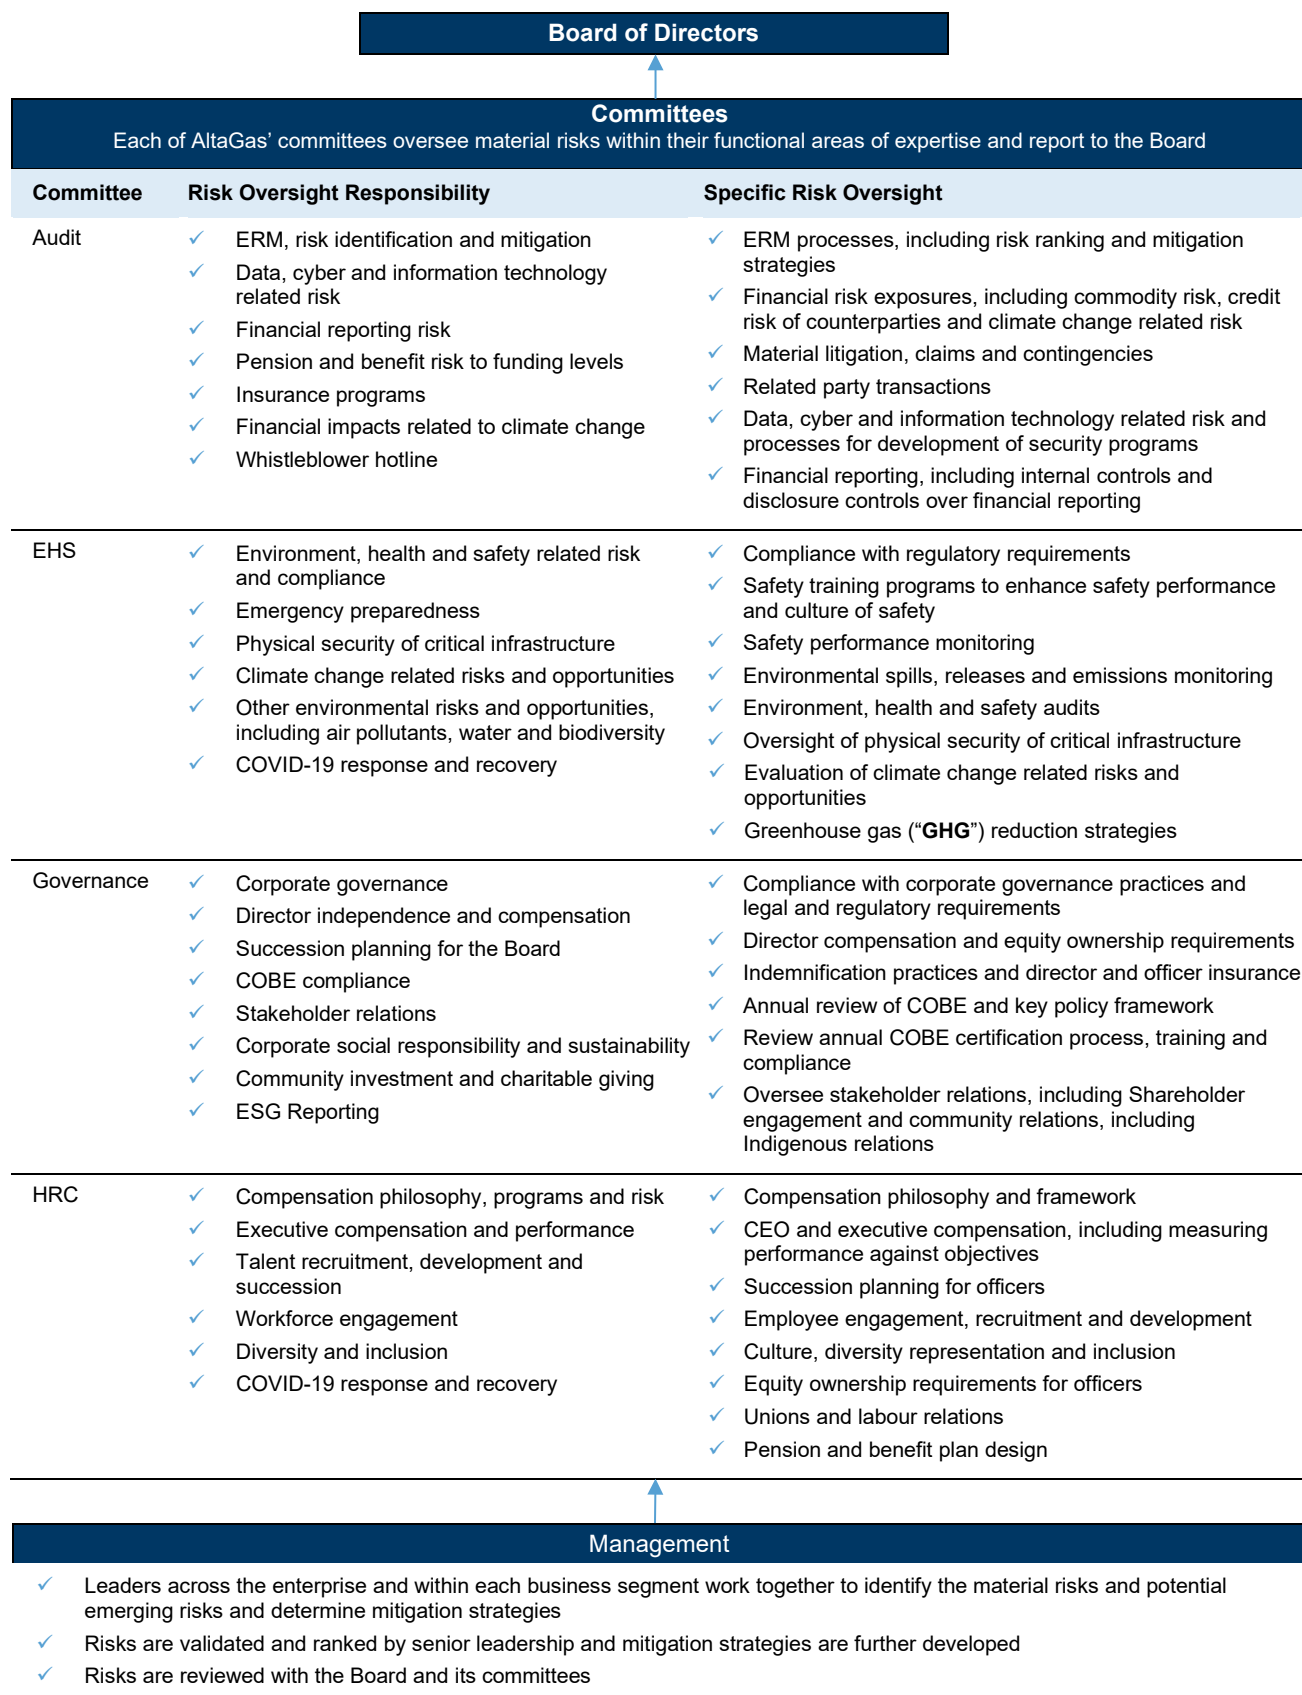 Board of Directors
Committees
Each of AltaGas’ committees oversee material risks within their functional areas of expertise and report to the Board
Committee Risk Oversight Responsibility Specific Risk Oversight
Audit
✓ ERM, risk identification and mitigation
✓ Data, cyber and information technology
related risk
✓ Financial reporting risk
✓ Pension and benefit risk to funding levels
✓ Insurance programs
✓ Financial impacts related to climate change
✓ Whistleblower hotline
✓ ERM processes, including risk ranking and mitigation
strategies
✓ Financial risk exposures, including commodity risk, credit
risk of counterparties and climate change related risk
✓ Material litigation, claims and contingencies
✓ Related party transactions
✓ Data, cyber and information technology related risk and
processes for development of security programs
✓ Financial reporting, including internal controls and
disclosure controls over financial reporting
EHS
✓ Environment, health and safety related risk
and compliance
✓ Emergency preparedness
✓ Physical security of critical infrastructure
✓ Climate change related risks and opportunities
✓ Other environmental risks and opportunities,
including air pollutants, water and biodiversity
✓ COVID-19 response and recovery
✓ Compliance with regulatory requirements
✓ Safety training programs to enhance safety performance
and culture of safety
✓ Safety performance monitoring
✓ Environmental spills, releases and emissions monitoring
✓ Environment, health and safety audits
✓ Oversight of physical security of critical infrastructure
✓ Evaluation of climate change related risks and
opportunities
✓ Greenhouse gas (“GHG”) reduction strategies
Governance
✓ Corporate governance
✓ Director independence and compensation
✓ Succession planning for the Board
✓ COBE compliance
✓ Stakeholder relations
✓ Corporate social responsibility and sustainability
✓ Community investment and charitable giving
✓ ESG Reporting
✓ Compliance with corporate governance practices and
legal and regulatory requirements
✓ Director compensation and equity ownership requirements
✓ Indemnification practices and director and officer insurance
✓ Annual review of COBE and key policy framework
✓ Review annual COBE certification process, training and
compliance
✓ Oversee stakeholder relations, including Shareholder
engagement and community relations, including
Indigenous relations
HRC
✓ Compensation philosophy, programs and risk
✓ Executive compensation and performance
✓ Talent recruitment, development and
succession
✓ Workforce engagement
✓ Diversity and inclusion
✓ COVID-19 response and recovery
✓ Compensation philosophy and framework
✓ CEO and executive compensation, including measuring
performance against objectives
✓ Succession planning for officers
✓ Employee engagement, recruitment and development
✓ Culture, diversity representation and inclusion
✓ Equity ownership requirements for officers
✓ Unions and labour relations
✓ Pension and benefit plan design
Management
✓ Leaders across the enterprise and within each business segment work together to identify the material risks and potential
emerging risks and determine mitigation strategies
✓ Risks are validated and ranked by senior leadership and mitigation strategies are further developed
✓ Risks are reviewed with the Board and its committees